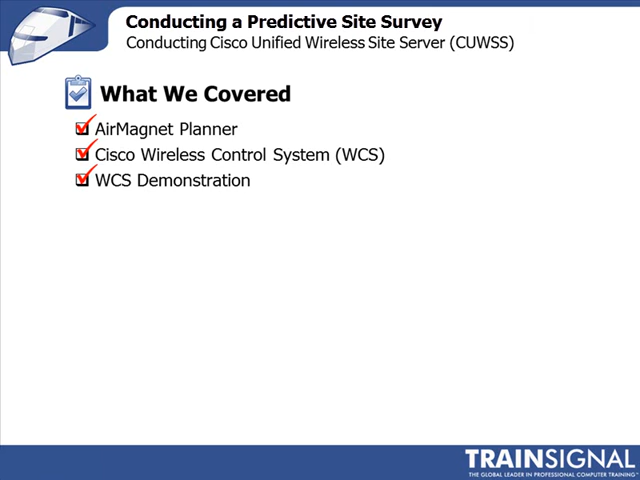 Conducting a Predictive Site Survey
Conducting Cisco Unified Wireless Site Server (CUWSS)
What We Covered
AirMagnet Planner
Cisco Wireless Control System (WCS)
WCS Demonstration
TRAINSIGNAL
THE GLOBAL LEADER IN PROFESSIONAL COMPUTER TRAINING™